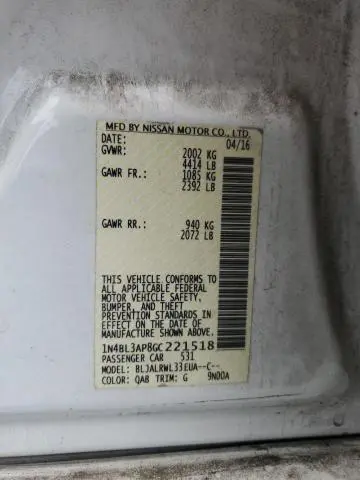 MFD BY NISSAN MOTOR CO., LTD.
DATE: 04/16
GVWR: 2002 KG
4414 LB
GAWR FR.: 1085 KG
2392 LB
GAWR RR.: 940 KG
2072 LB
THIS VEHICLE CONFORMS TO
ALL APPLICABLE FEDERAL
MOTOR VEHICLE SAFETY,
BUMPER, AND THEFT
PREVENTION STANDARDS
IN EFFECT ON THE DATE OF
MANUFACTURE SHOWN ABOVE.
1N4BL3AP8GC221518
PASSENGER CAR 531
MODEL: BLJALRWL33EUA--C--
COLOR: QAB TRIM: G 9N00A